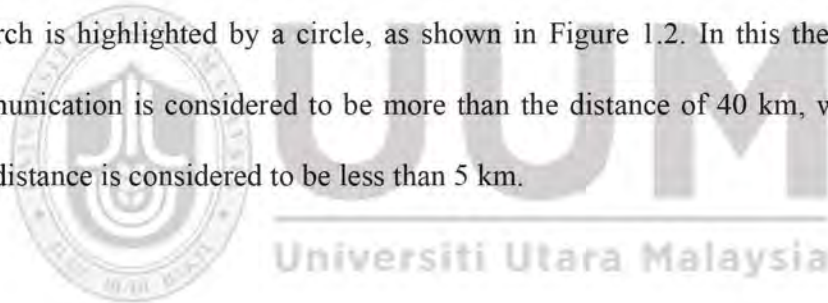 rch is highlighted by a circle, as shown in Figure 1.2. In this the
munication is considered to be more than the distance of 40 km, w
distance is considered to be less than 5 km.
UUM
Universiti Utara Malaysia